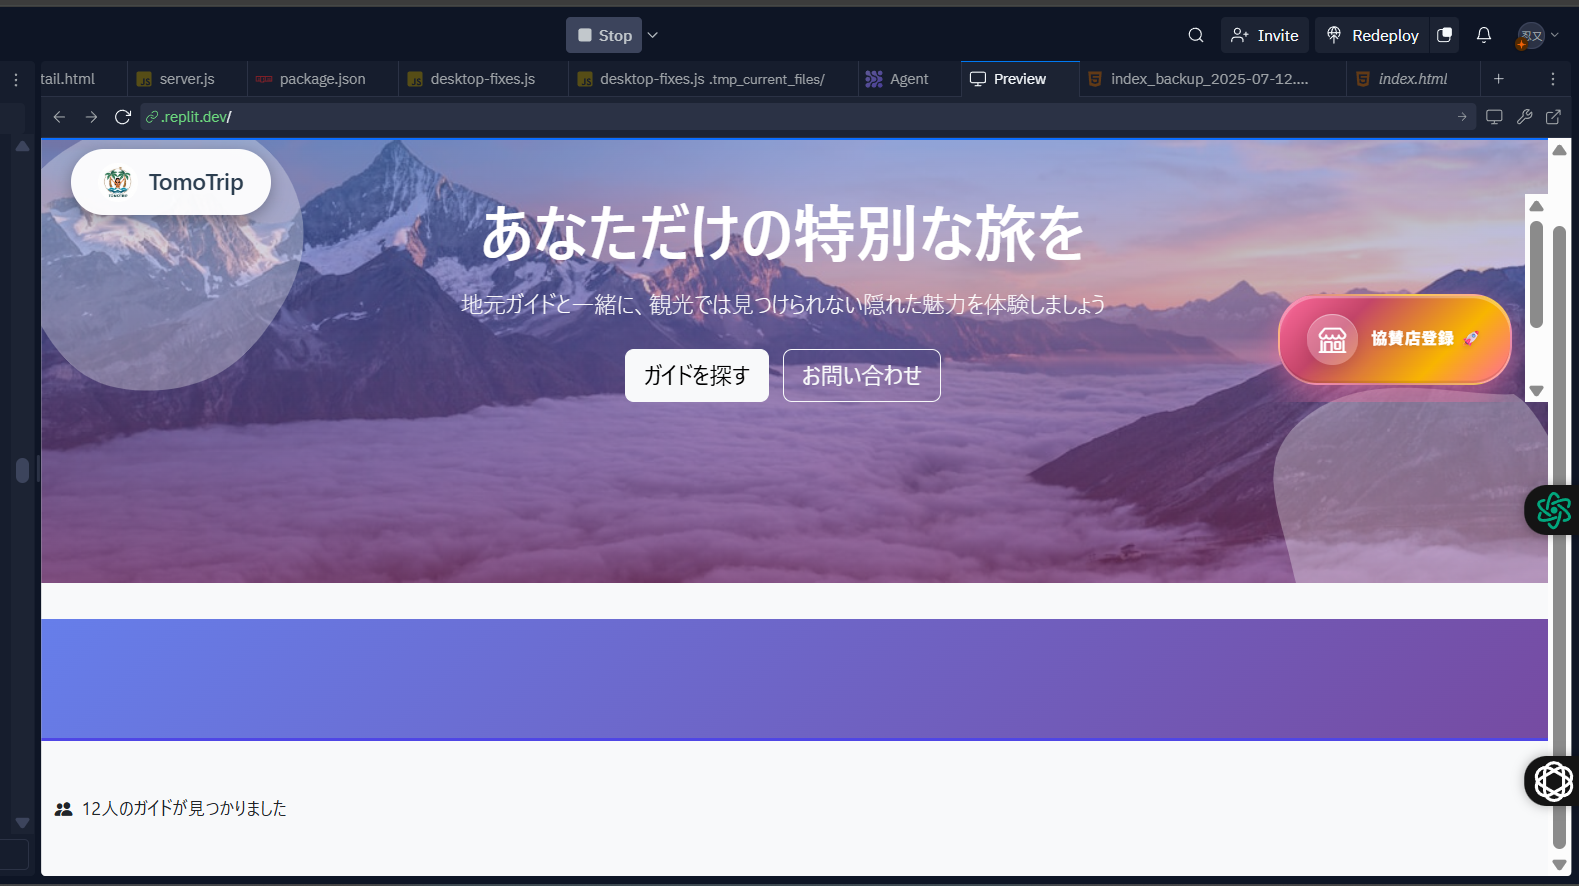 Stop
Invite
Redeploy
tail.html
server.js
package.json
desktop-fixes.js
desktop-fixes.js .tmp_current_files/
Agent
Preview
index_backup_2025-07-12....
index.html
.replit.dev/
TomoTrip
あなただけの特別な旅を
地元ガイドと一緒に、観光では見つけられない隠れた魅力を体験しましょう
ガイドを探す
お問い合わせ
協賛店登録 🚀
12人のガイドが見つかりました